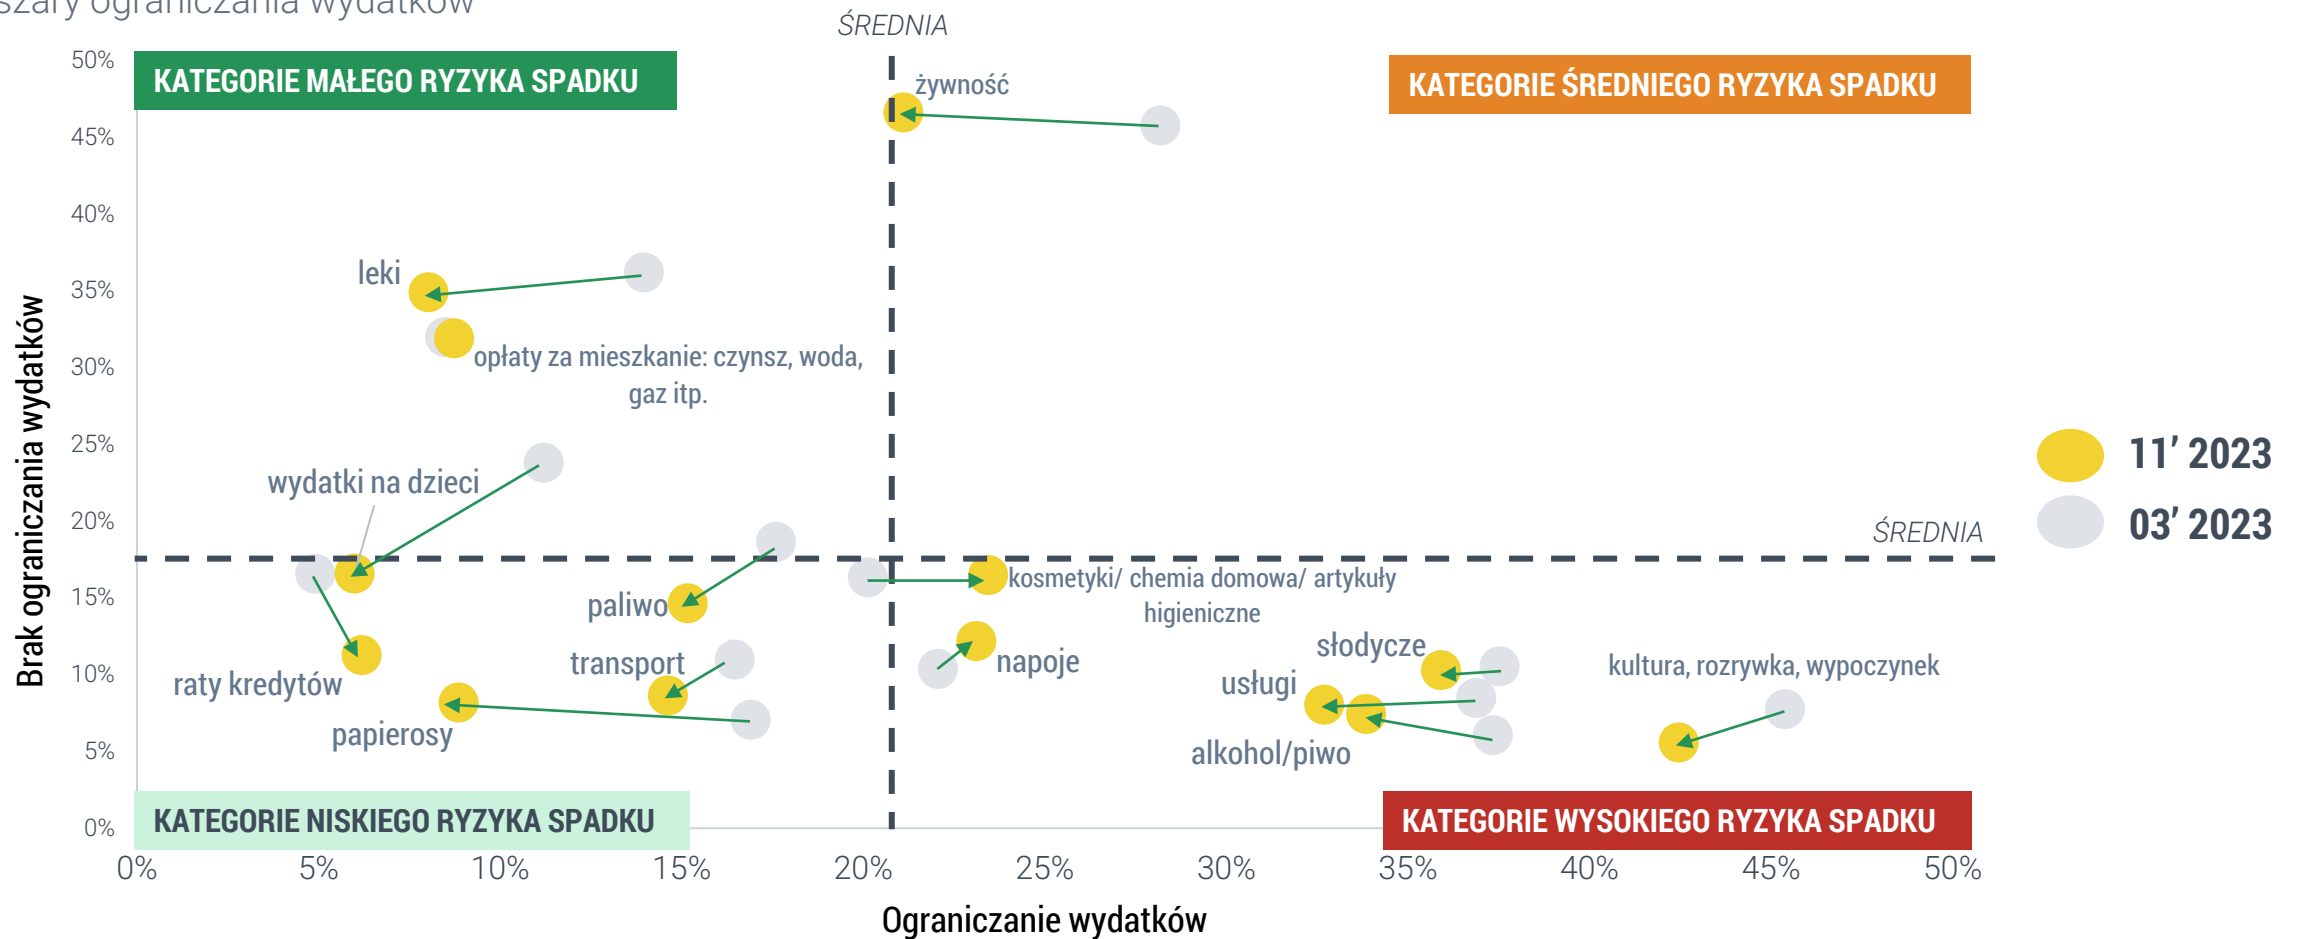 szary ograniczania wydatków
ŚREDNIA
50%
KATEGORIE MAŁEGO RYZYKA SPADKU
żywność
KATEGORIE ŚREDNIEGO RYZYKA SPADKU
45%
40%
leki
35%
opłaty za mieszkanie: czynsz, woda,
gaz itp.
30%
Brak ograniczania wydatków
25%
wydatki na dzieci
11’ 2023
20%
ŚREDNIA
03’ 2023
15%
paliwo
kosmetyki/ chemia domowa/ artykuły
higieniczne
10%
raty kredytów
transport
napoje
słodycze
usługi
kultura, rozrywka, wypoczynek
5%
papierosy
alkohol/piwo
0%
KATEGORIE NISKIEGO RYZYKA SPADKU
KATEGORIE WYSOKIEGO RYZYKA SPADKU
0%
5%
10%
15%
20%
25%
30%
35%
40%
45%
50%
Ograniczanie wydatków